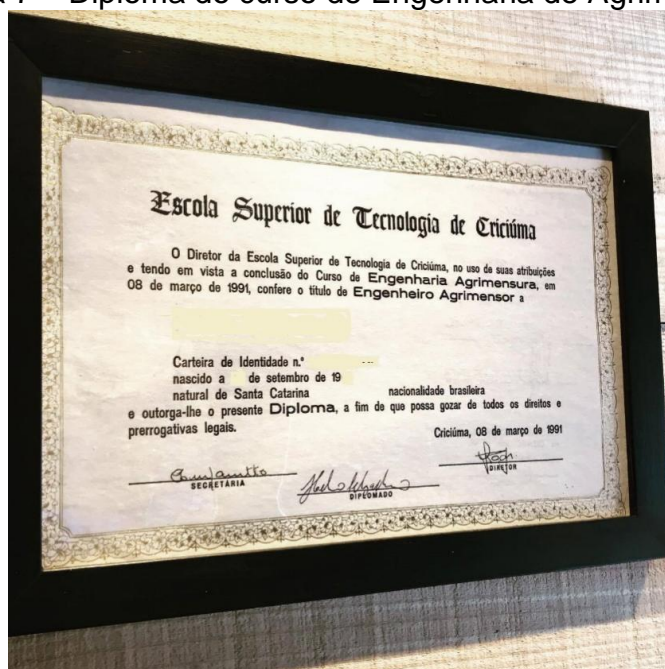 Diploma do curso de Engenharia de
Escola Superior de Tecnologia de Criciúma
O Diretor da Escola Superior de Tecnologia de Criciúma, no uso de suas atribuições
e tendo em vista a conclusão do Curso de Engenharia Agrimensura, em
08 de março de 1991, confere o título de Engenheiro Agrimensor a
Carteira de Identidade n.º
nascido a de setembro de 19
natural de Santa Catarina nacionalidade brasileira
e outorga-lhe o presente Diploma, a fim de que possa gozar de todos os direitos e
prerrogativas legais.
Criciúma, 08 de março de 1991
SECRETÁRIA
DIPLOMADO
DIRETOR